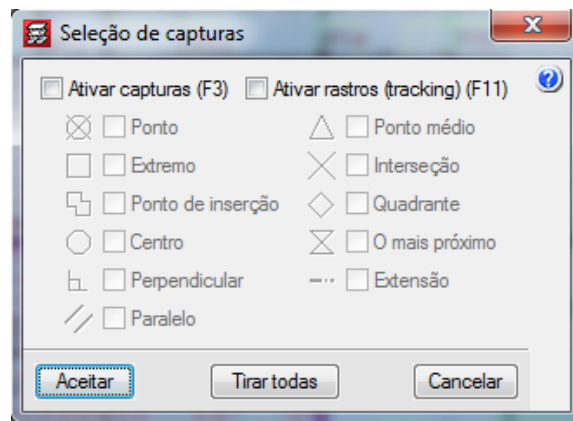 Seleção de capturas
Ativar capturas (F3) Ativar rastros (tracking) (F11)
Ponto Ponto médio
Extremo Interseção
Ponto de inserção Quadrante
Centro O mais próximo
Perpendicular Extensão
Paralelo
Aceitar Tirar todas Cancelar